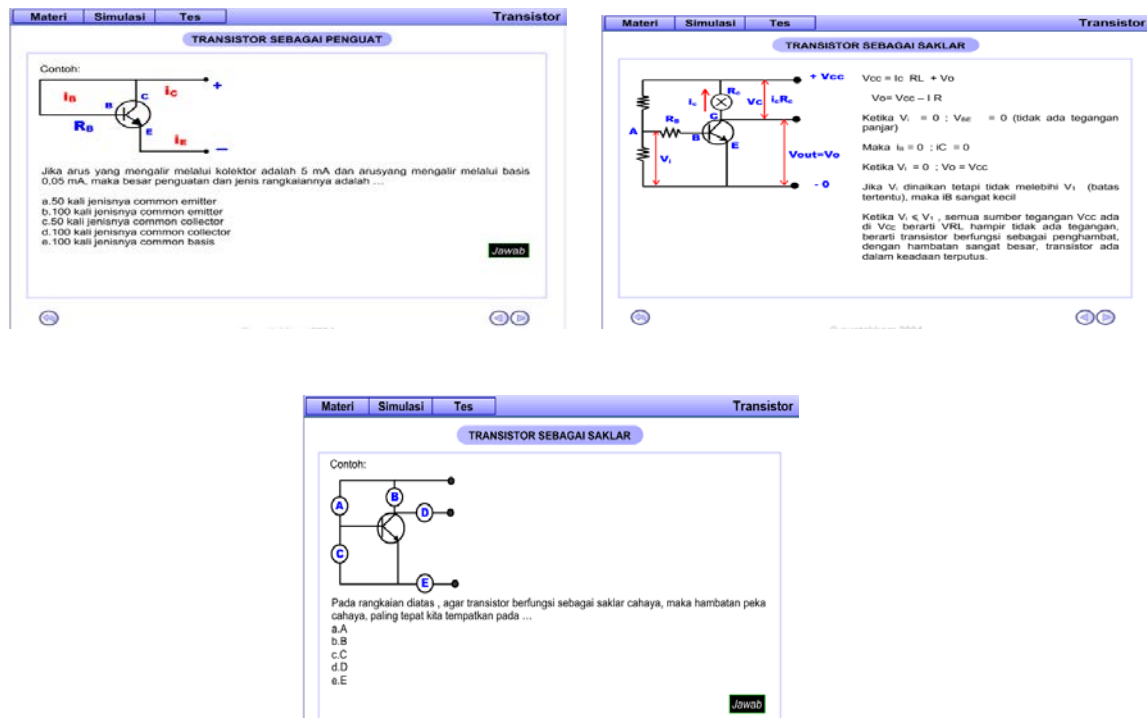 Materi Simulasi Tes Transistor
TRANSISTOR SEBAGAI PENGUAT
Contoh:
+
iB B C iC
RB E
iE
−
Jika arus yang mengalir melalui kolektor adalah 5 mA dan arusyang mengalir melalui basis
0,05 mA, maka besar penguatan dan jenis rangkaiannya adalah ...
a.50 kali jenisnya common emitter
b.100 kali jenisnya common emitter
c.50 kali jenisnya common collector
d.100 kali jenisnya common collector
e.100 kali jenisnya common basis
Jawab
Materi Simulasi Tes Transistor
TRANSISTOR SEBAGAI SAKLAR
+ Vcc
Rc
ic Vc icRc
A RB C
B E
Vi
Vout=Vo
- 0
Vcc = Ic RL + Vo
Vo= Vcc – I R
Ketika Vi = 0 ; VBE = 0 (tidak ada tegangan
panjar)
Maka iB = 0 ; iC = 0
Ketika Vi = 0 ; Vo = Vcc
Jika Vi dinaikan tetapi tidak melebihi V1 (batas
tertentu), maka iB sangat kecil
Ketika Vi ⩽ V1 , semua sumber tegangan Vcc ada
di Vcc berarti VRL hampir tidak ada tegangan,
berarti transistor berfungsi sebagai penghambat,
dengan hambatan sangat besar, transistor ada
dalam keadaan terputus.
Materi Simulasi Tes Transistor
TRANSISTOR SEBAGAI SAKLAR
Contoh:
A B
D
C
E
Pada rangkaian diatas , agar transistor berfungsi sebagai saklar cahaya, maka hambatan peka
cahaya, paling tepat kita tempatkan pada ...
a.A
b.B
c.C
d.D
e.E
Jawab